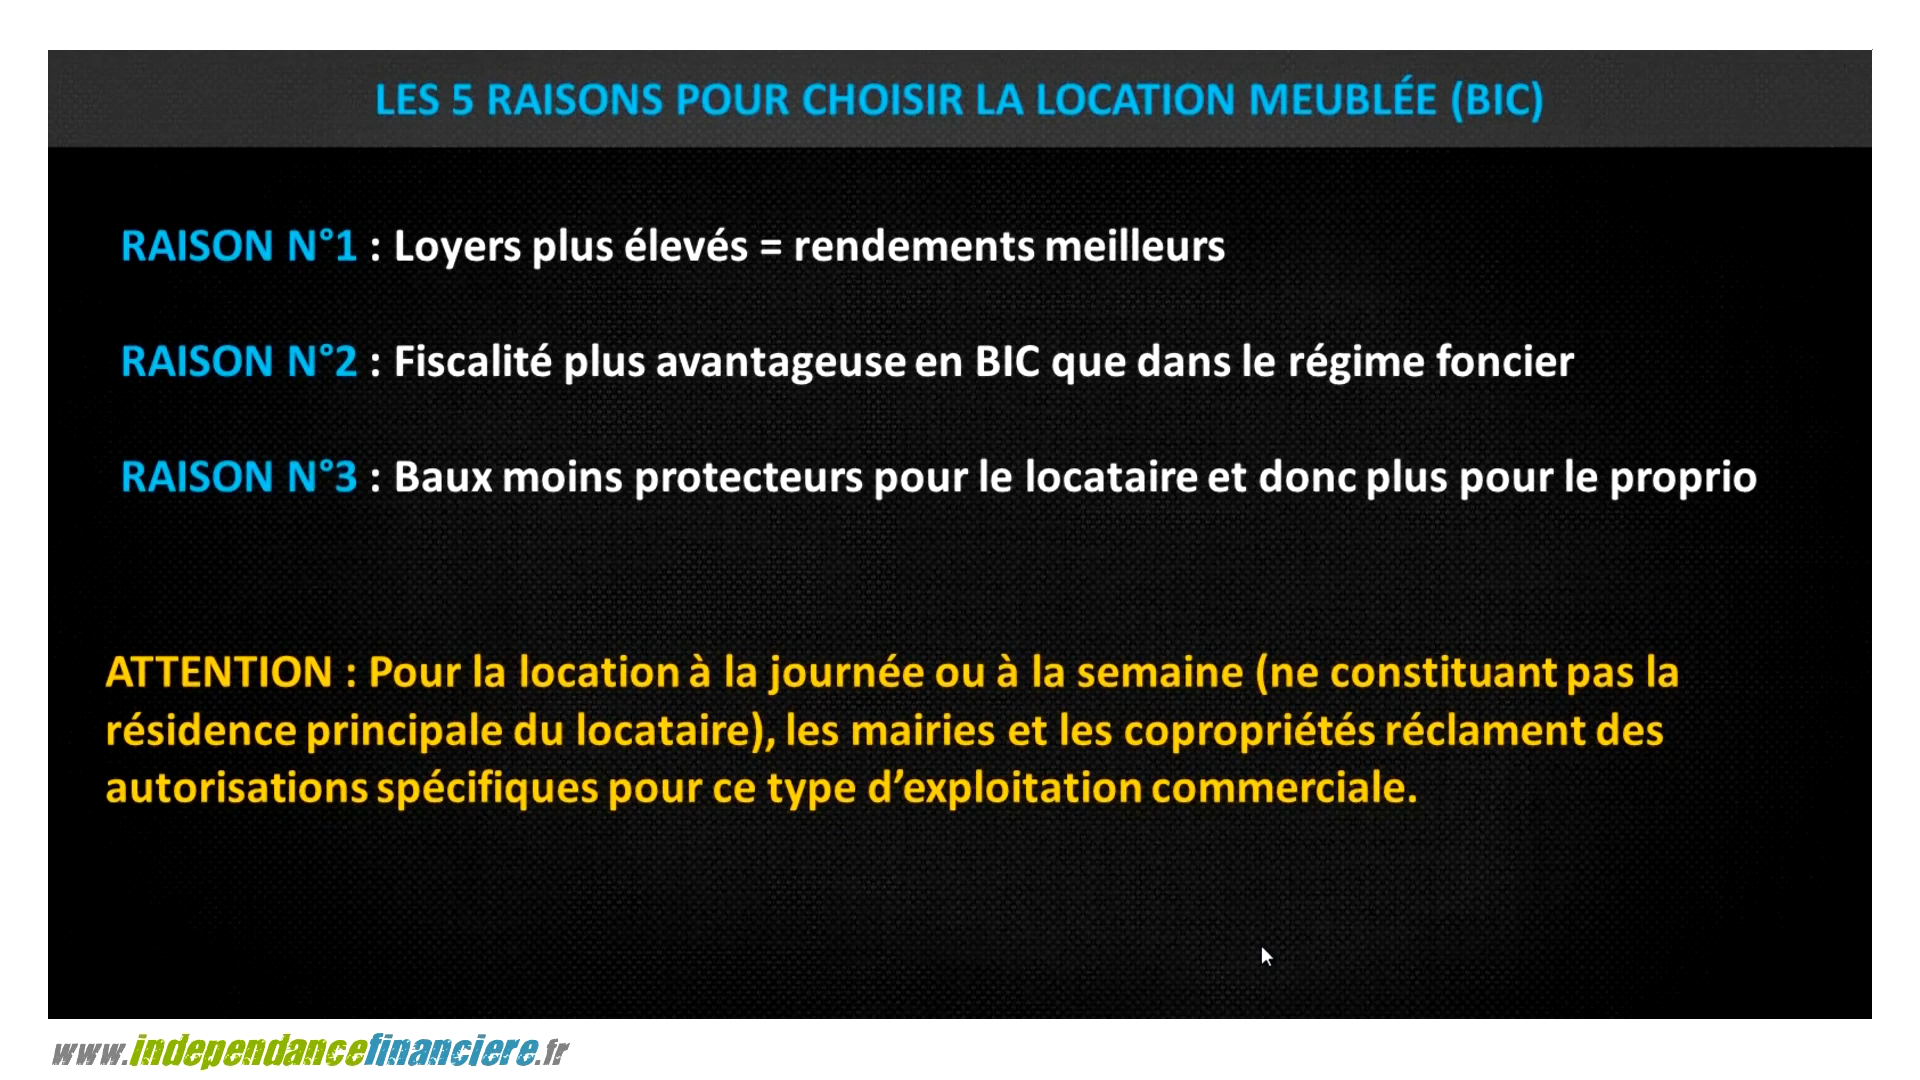 LES 5 RAISONS POUR CHOISIR LA LOCATION MEUBLÉE (BIC)
RAISON N°1 : Loyers plus élevés = rendements meilleurs
RAISON N°2 : Fiscalité plus avantageuse en BIC que dans le régime foncier
RAISON N°3 : Baux moins protecteurs pour le locataire et donc plus pour le proprio
ATTENTION : Pour la location à la journée ou à la semaine (ne constituant pas la
résidence principale du locataire), les mairies et les copropriétés réclament des
autorisations spécifiques pour ce type d’exploitation commerciale.
www.independancefinanciere.fr